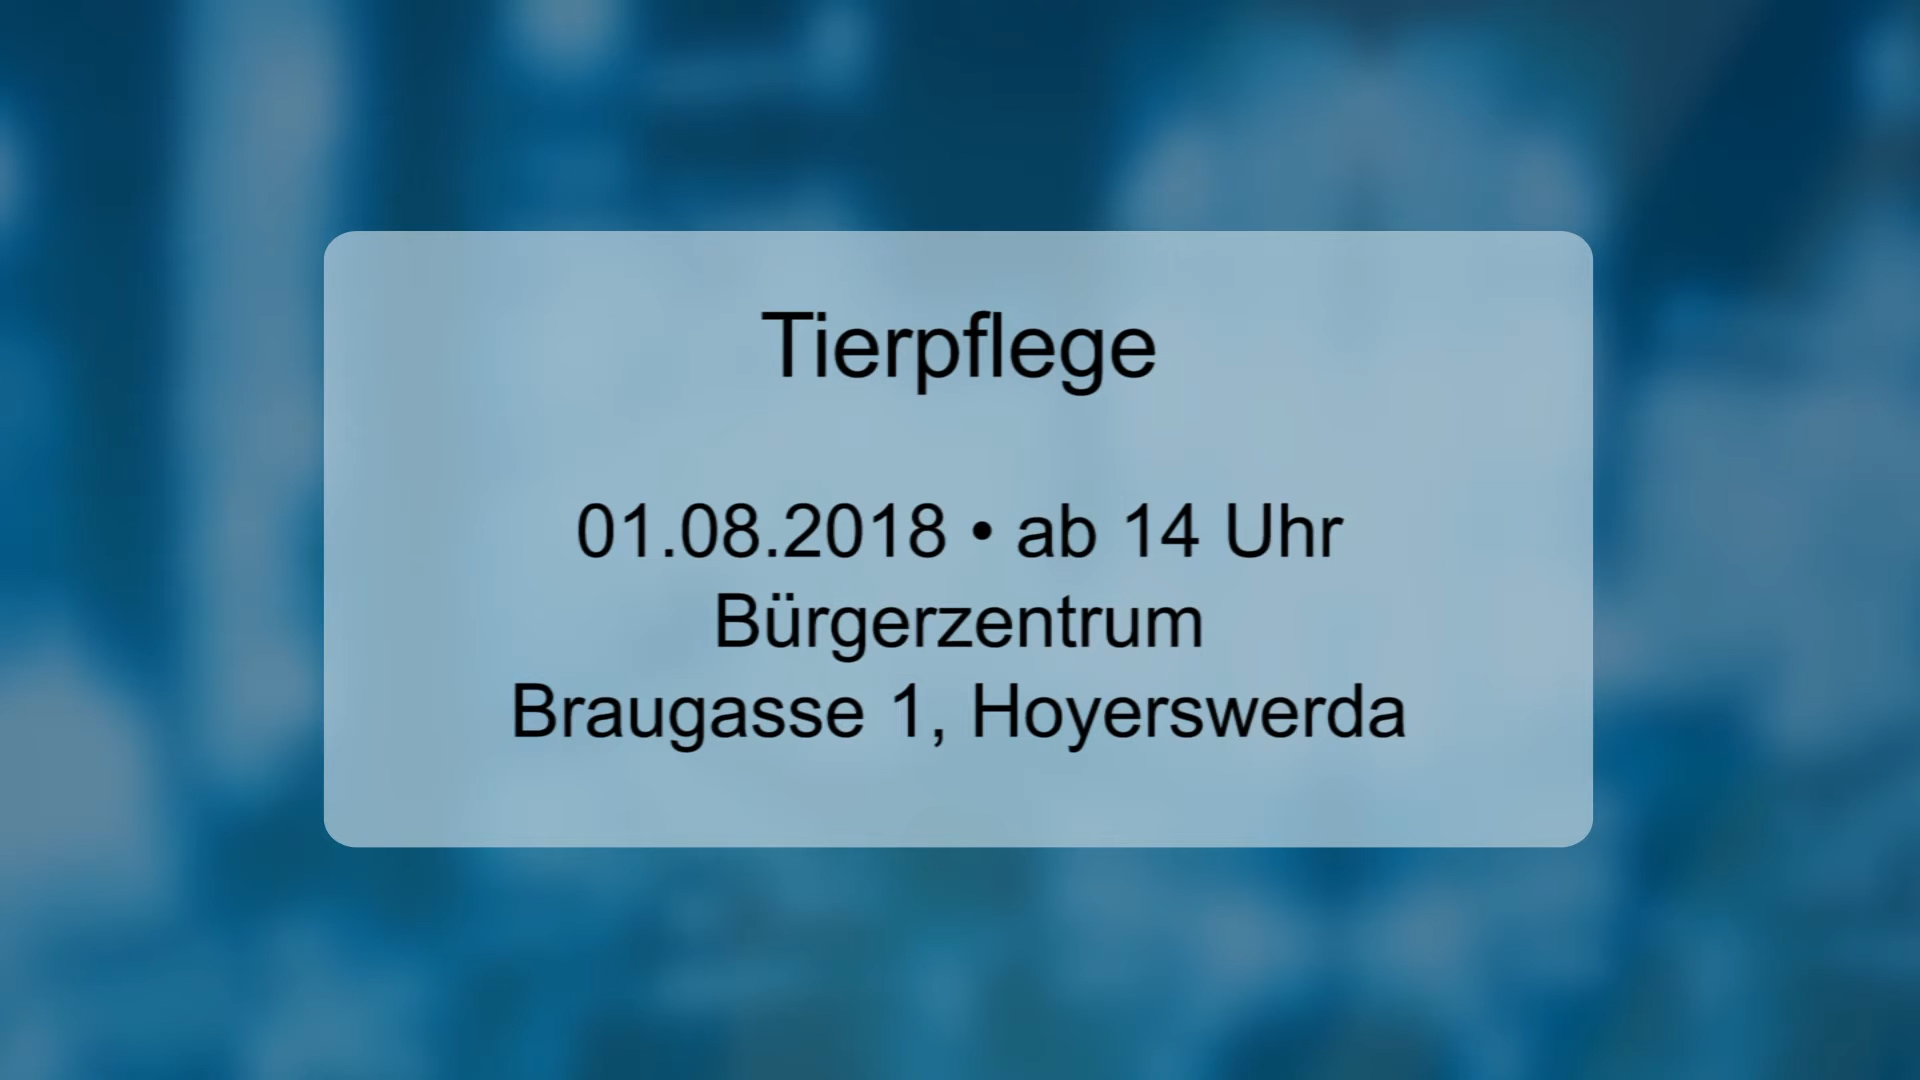 Tierpflege
01.08.2018 • ab 14 Uhr
Bürgerzentrum
Braugasse 1, Hoyerswerda